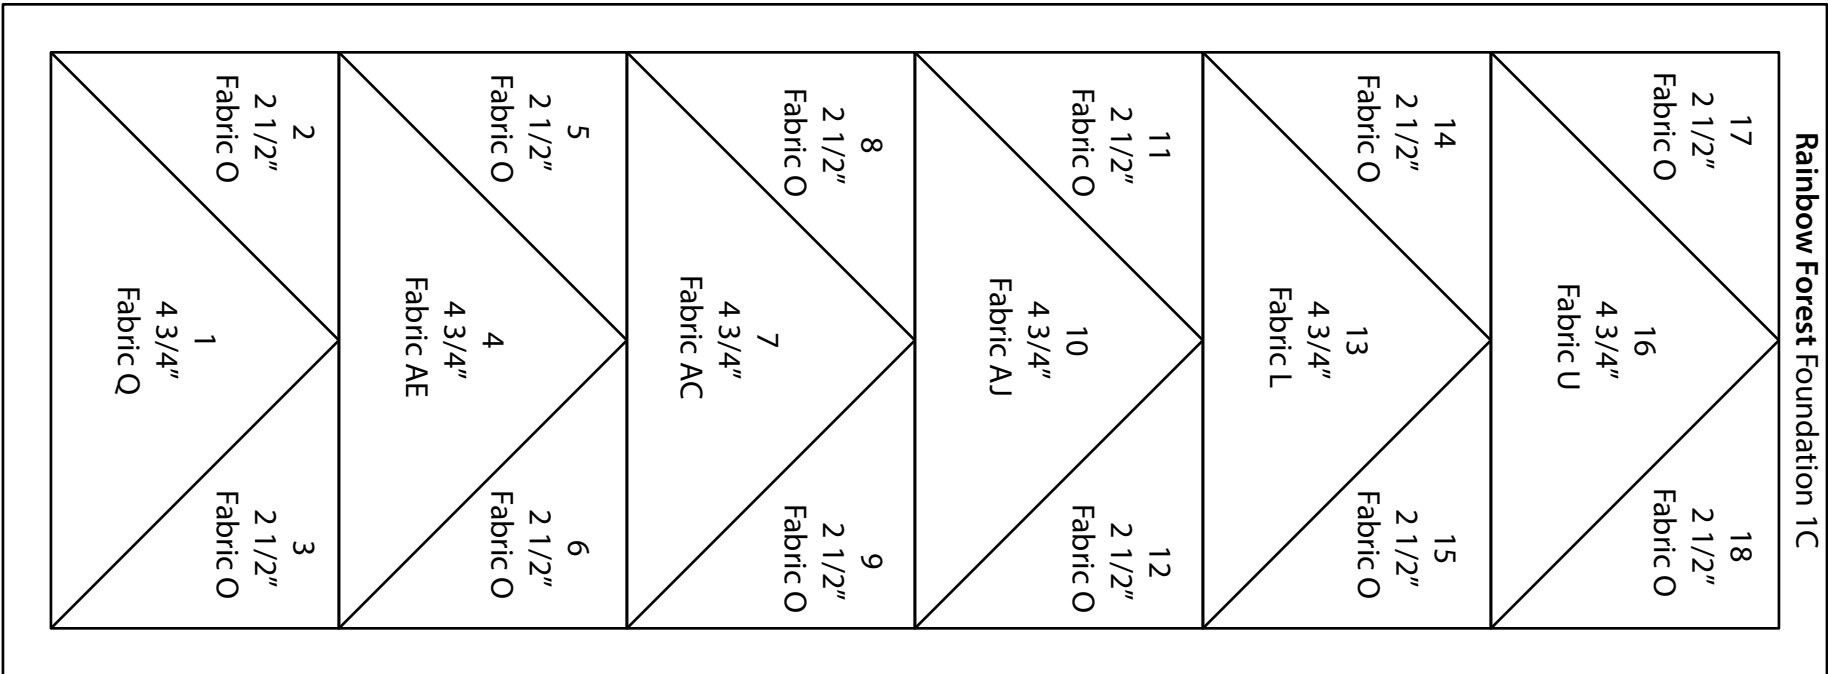 Rainbow Forest Foundation 1C
17
2 1/2"
Fabric O
18
2 1/2"
Fabric O
16
4 3/4"
Fabric U
14
2 1/2"
Fabric O
15
2 1/2"
Fabric O
13
4 3/4"
Fabric L
11
2 1/2"
Fabric O
12
2 1/2"
Fabric O
10
4 3/4"
Fabric AJ
8
2 1/2"
Fabric O
9
2 1/2"
Fabric O
7
4 3/4"
Fabric AC
5
2 1/2"
Fabric O
6
2 1/2"
Fabric O
4
4 3/4"
Fabric AE
2
2 1/2"
Fabric O
3
2 1/2"
Fabric O
1
4 3/4"
Fabric Q